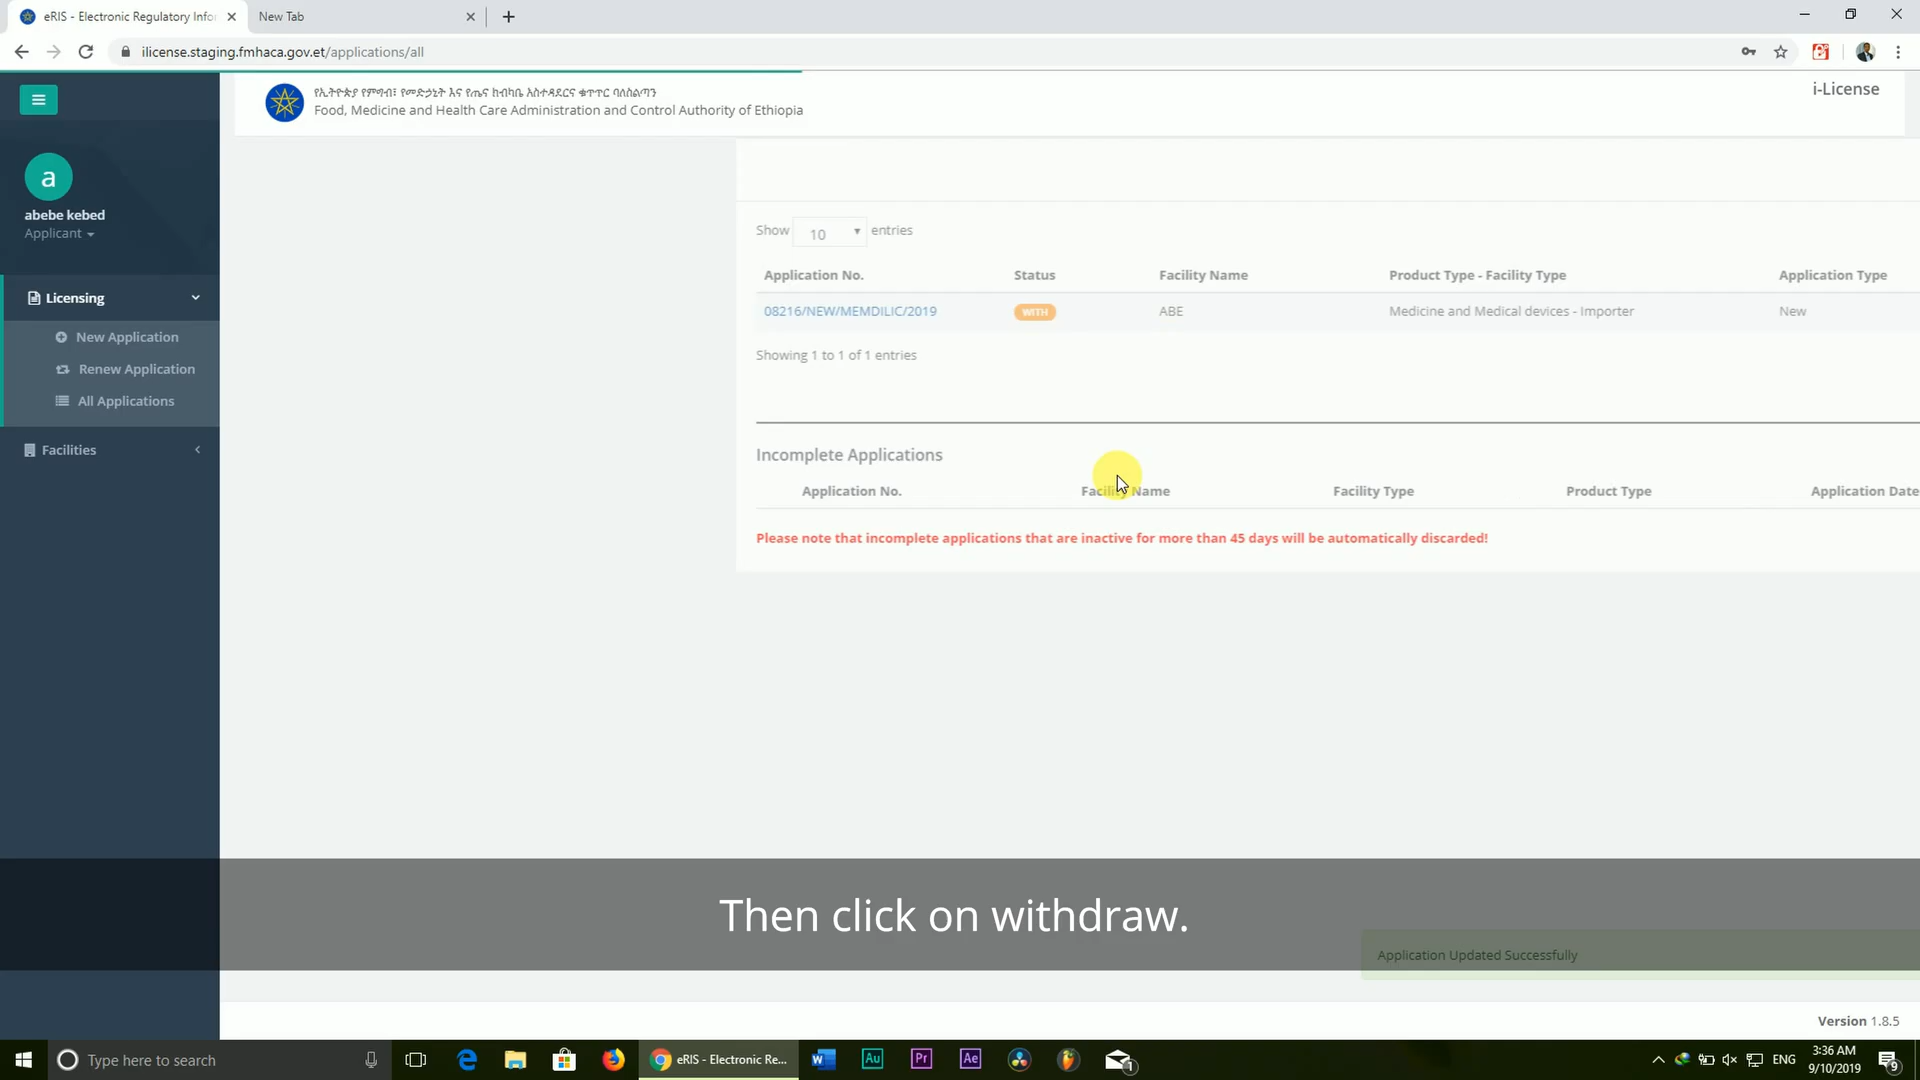 eRIS - Electronic Regulatory Infor
New Tab
ilicense.staging.fmhaca.gov.et/applications/all
የኢትዮጵያ የምግብ፣ የመድኃኒት እና የጤና ክብካቤ አስተዳደርና ቁጥጥር ባለስልጣን
Food, Medicine and Health Care Administration and Control Authority of Ethiopia
i-License
a
abebe kebed
Applicant
Licensing
New Application
Renew Application
All Applications
Facilities
Show 10 entries
Application No. Status Facility Name Product Type - Facility Type Application Type
08216/NEW/MEMDILIC/2019 WITH ABE Medicine and Medical devices - Importer New
Showing 1 to 1 of 1 entries
Incomplete Applications
Application No. Facility Name Facility Type Product Type Application Date
Please note that incomplete applications that are inactive for more than 45 days will be automatically discarded!
Then click on withdraw.
Application Updated Successfully
Version 1.8.5
Type here to search
eRIS - Electronic Re...
Au
Pr
Ae
1
ENG
3:36 AM
9/10/2019
9